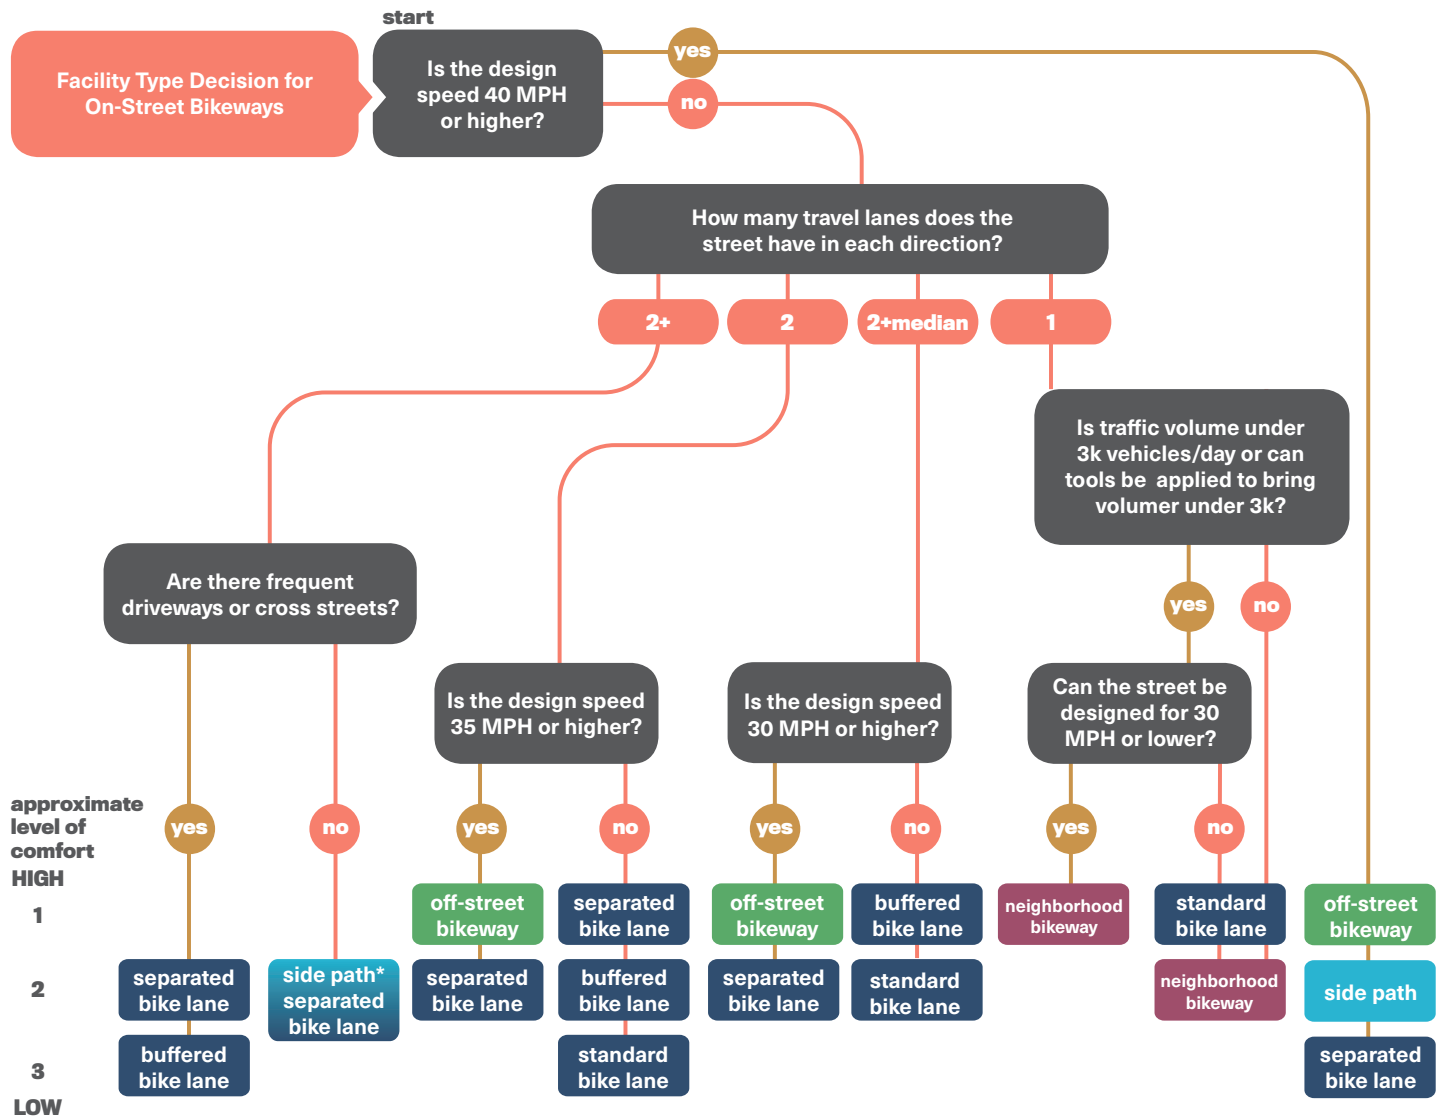 start
Facility Type Decision for
On-Street Bikeways
Is the design
speed 40 MPH
or higher?
yes
no
How many travel lanes does the
street have in each direction?
2+
2
2+median
1
Is traffic volume under
3k vehicles/day or can
tools be applied to bring
volumer under 3k?
yes
no
Are there frequent
driveways or cross streets?
Is the design speed
35 MPH or higher?
Is the design speed
30 MPH or higher?
Can the street be
designed for 30
MPH or lower?
approximate
level of
comfort
HIGH
yes
no
yes
no
yes
no
yes
no
1
off-street
bikeway
separated
bike lane
off-street
bikeway
buffered
bike lane
neighborhood
bikeway
standard
bike lane
off-street
bikeway
2
separated
bike lane
side path*
separated
bike lane
separated
bike lane
buffered
bike lane
separated
bike lane
standard
bike lane
neighborhood
bikeway
side path
3
buffered
bike lane
standard
bike lane
separated
bike lane
LOW